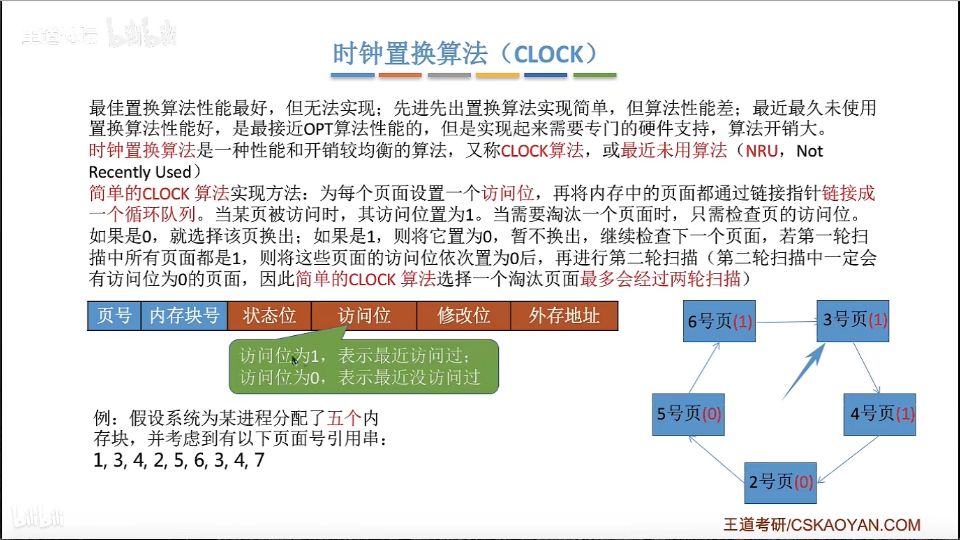 王道考研 bilibili
时钟置换算法（CLOCK）
最佳置换算法性能最好，但无法实现；先进先出置换算法实现简单，但算法性能差；最近最久未使用
置换算法性能好，是最接近OPT算法性能的，但是实现起来需要专门的硬件支持，算法开销大。
时钟置换算法是一种性能和开销较均衡的算法，又称CLOCK算法，或最近未用算法（NRU，Not
Recently Used）
简单的CLOCK 算法实现方法：为每个页面设置一个访问位，再将内存中的页面都通过链接指针链接成
一个循环队列。当某页被访问时，其访问位置为1。当需要淘汰一个页面时，只需检查页的访问位。
如果是0，就选择该页换出；如果是1，则将它置为0，暂不换出，继续检查下一个页面，若第一轮扫
描中所有页面都是1，则将这些页面的访问位依次置为0后，再进行第二轮扫描（第二轮扫描中一定会
有访问位为0的页面，因此简单的CLOCK 算法选择一个淘汰页面最多会经过两轮扫描）
页号 内存块号 状态位 访问位 修改位 外存地址
访问位为1，表示最近访问过；
访问位为0，表示最近没访问过
例：假设系统为某进程分配了五个内
存块，并考虑到有以下页面号引用串：
1, 3, 4, 2, 5, 6, 3, 4, 7
6号页(1)
3号页(1)
5号页(0)
4号页(1)
2号页(0)
bilibili
王道考研/CSKAOYAN.COM